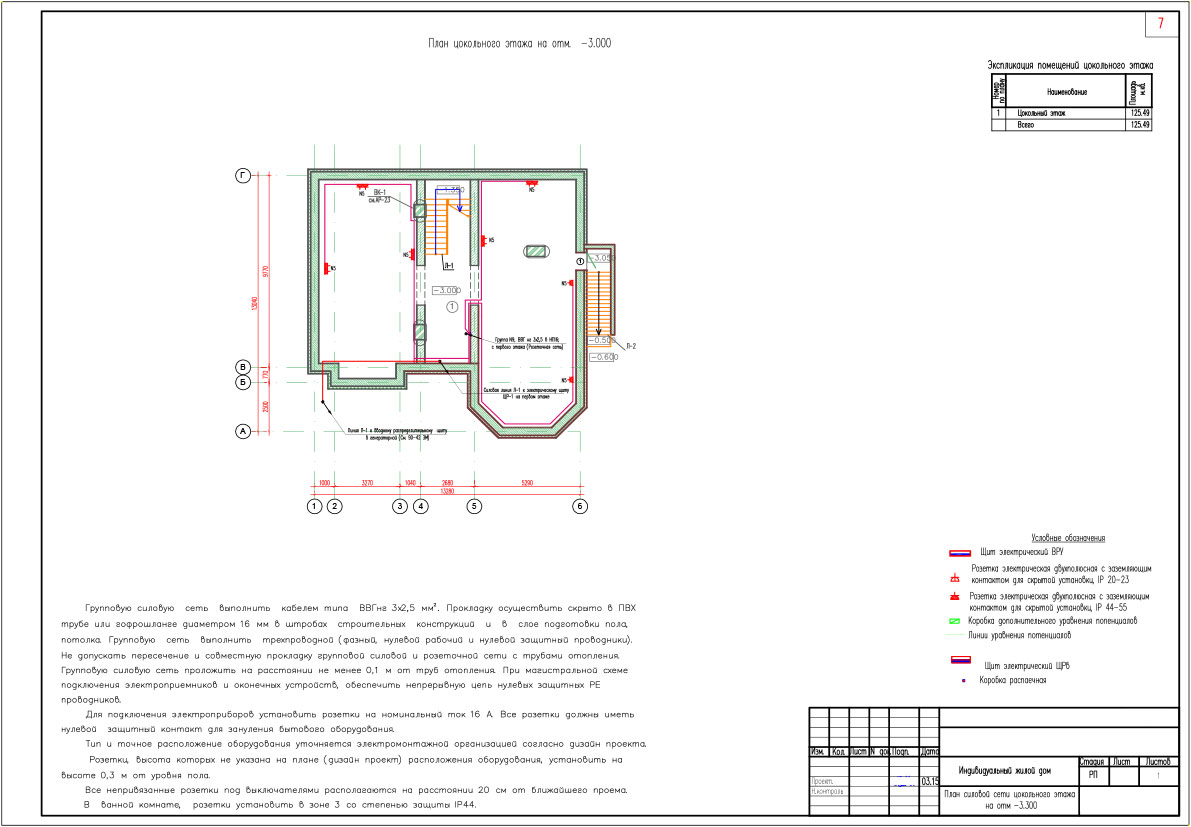 7
План цокольного этажа на отм. -3.000
Экспликация помещений цокольного этажа
Номер по плану
Наименование
Площадь м.кв.
1 Цокольный этаж 125.49
Всего 125.49
Г
В
Б
А
13040
9770
770
2500
-1.350
N5
ВК-1
см.АР-23
N5
N5
N5
N5
N5
N5
Л-1
-3.000
1
1
-3.050
-0.500
-0.600
Л-2
Группа N9, ВВГ нг 3х2,5 В НПВ;
с первого этажа (Розеточная сеть)
Силовая линия Л-1 к электрическому щиту
ЩР-1 на первом этаже
Линия П-1 к вводному распределительному щиту
1000 3270 1040 2680 5290
13280
1 2 3 4 5 6
Групповую силовую сеть выполнить кабелем типа ВВГнг 3х2,5 мм². Прокладку осуществить скрыто в ПВХ
трубе или гофрошланге диаметром 16 мм в штробах строительных конструкций и в слое подготовки пола,
потолка. Групповую сеть выполнить трехпроводной (фазный, нулевой рабочий и нулевой защитный проводники).
Не допускать пересечение и совместную прокладку групповой силовой и розеточной сети с трубами отопления.
Групповую силовую сеть проложить на расстоянии не менее 0,1 м от труб отопления. При магистральной схеме
подключения электроприемников и оконечных устройств, обеспечить непрерывную цепь нулевых защитных РЕ
проводников.
Для подключения электроприборов установить розетки на номинальный ток 16 А. Все розетки должны иметь
нулевой защитный контакт для зануления бытового оборудования.
Тип и точное расположение оборудования уточняется электромонтажной организацией согласно дизайн проекта.
Розетки, высота которых не указана на плане (дизайн проект) расположения оборудования, установить на
высоте 0,3 м от уровня пола.
Все непривязанные розетки под выключателями располагаются на расстоянии 20 см от ближайшего проема.
В ванной комнате, розетки установить в зоне 3 со степенью защиты IP44.
Условные обозначения
Щит электрический ВРУ
Розетка электрическая двухполюсная с заземляющим
контактом для скрытой установки, IP 20-23
Розетка электрическая двухполюсная с заземляющим
контактом для скрытой установки, IP 44-55
Коробка дополнительного уравнения потенциалов
Линии уравнения потенциалов
Щит электрический ЩРВ
Коробка распаечная
Изм. Кол. Лист N док. Подп. Дата
Проект. 03.15
Н.контроль
Индивидуальный жилой дом
Стадия Лист Листов
РП 1
План силовой сети цокольного этажа
на отм -3.300